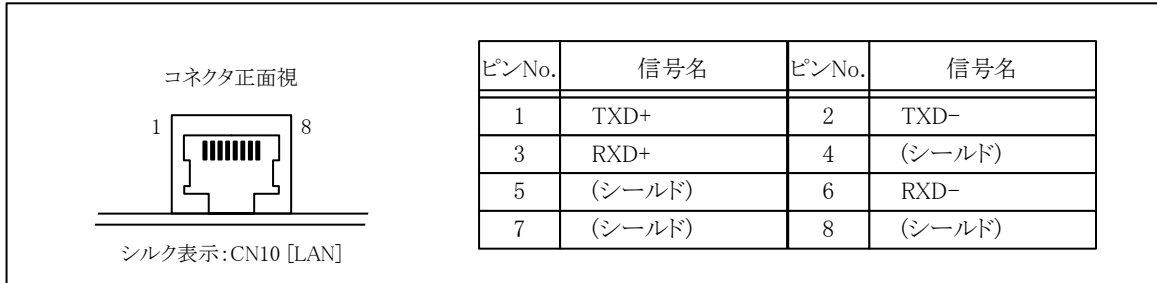 コネクタ正面視
1 8
シルク表示:CN10 [LAN]
ピンNo. 信号名 ピンNo. 信号名
1 TXD+ 2 TXD-
3 RXD+ 4 (シールド)
5 (シールド) 6 RXD-
7 (シールド) 8 (シールド)